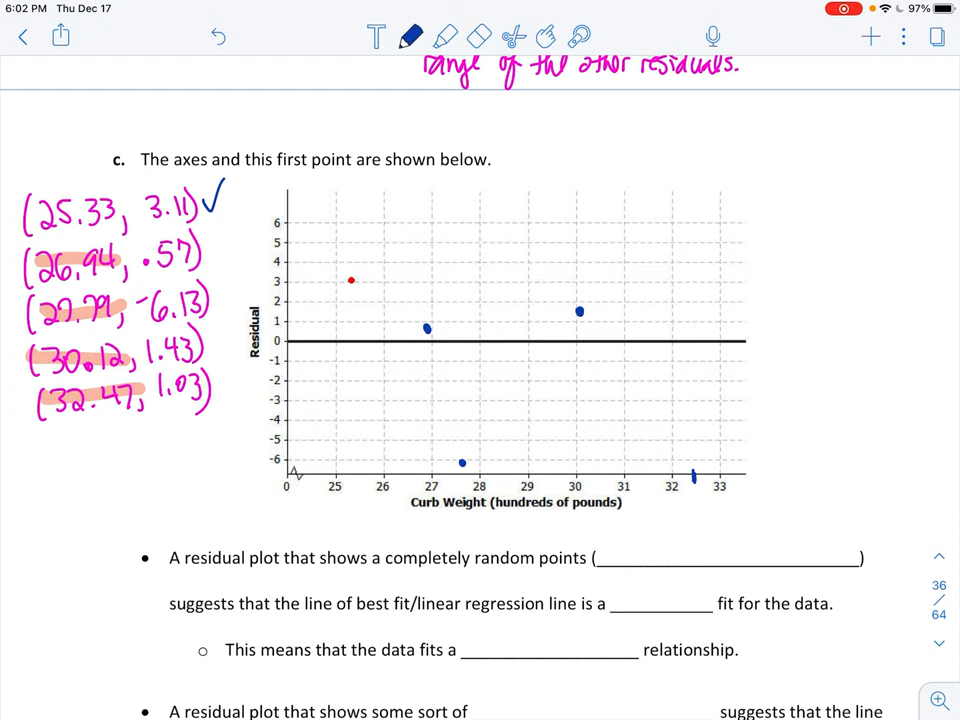 6:02 PM Thu Dec 17
97%
T
range of the other residuals.
c. The axes and this first point are shown below.
(25.33, 3.11) ✓
(26.94, .57)
(27.79, -6.13)
(30.12, 1.43)
(32.47, 1.03)
Residual
6
5
4
3
2
1
0
-1
-2
-3
-4
-5
-6
0 25 26 27 28 29 30 31 32 33
Curb Weight (hundreds of pounds)
• A residual plot that shows a completely random points (____________________________)
suggests that the line of best fit/linear regression line is a ___________ fit for the data.
o This means that the data fits a ___________________ relationship.
• A residual plot that shows some sort of suggests that the line
36
/
64